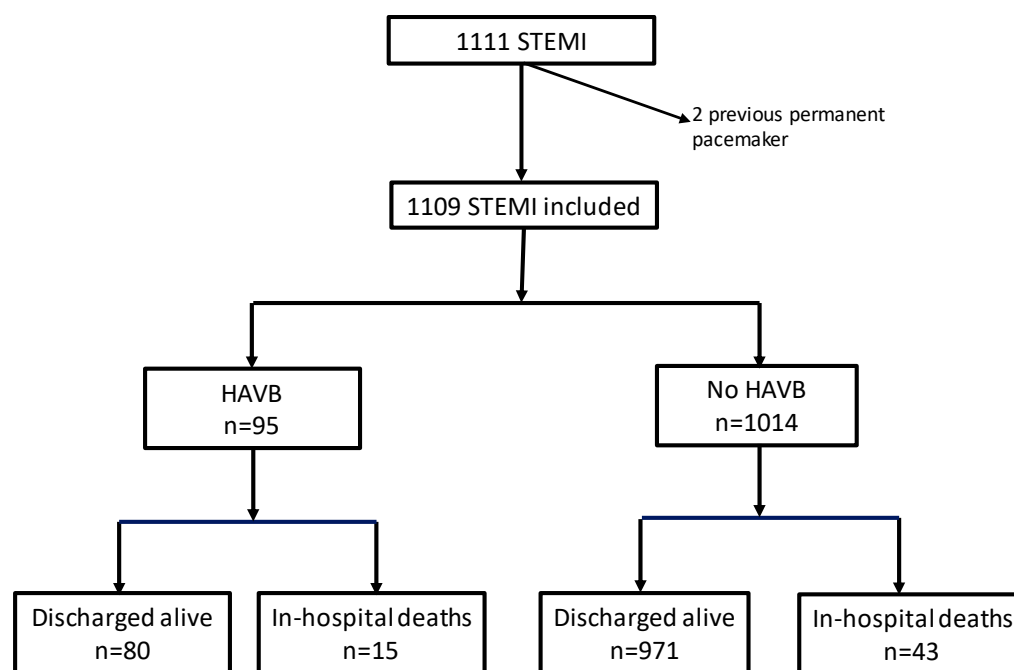 1111 STEMI
2 previous permanent
pacemaker
1109 STEMI included
HAVB
n=95
No HAVB
n=1014
Discharged alive
n=80
In-hospital deaths
n=15
Discharged alive
n=971
In-hospital deaths
n=43